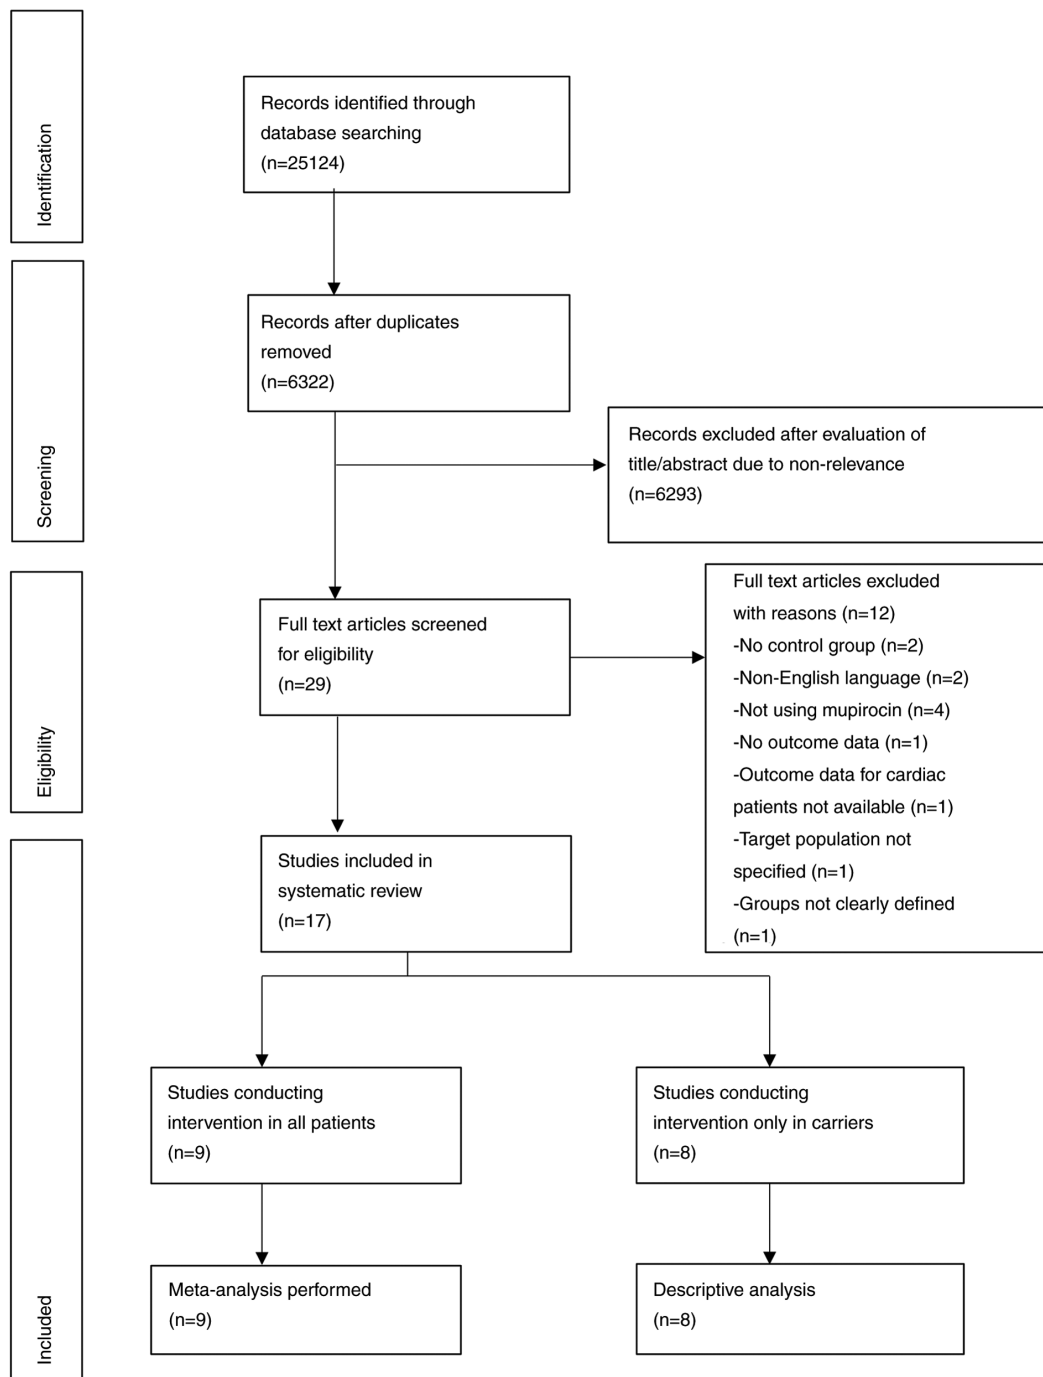 Identification
Records identified through
database searching
(n=25124)
Screening
Records after duplicates
removed
(n=6322)
Records excluded after evaluation of
title/abstract due to non-relevance
(n=6293)
Eligibility
Full text articles screened
for eligibility
(n=29)
Full text articles excluded
with reasons (n=12)
-No control group (n=2)
-Non-English language (n=2)
-Not using mupirocin (n=4)
-No outcome data (n=1)
-Outcome data for cardiac
patients not available (n=1)
-Target population not
specified (n=1)
-Groups not clearly defined
(n=1)
Included
Studies included in
systematic review
(n=17)
Studies conducting
intervention in all patients
(n=9)
Studies conducting
intervention only in carriers
(n=8)
Meta-analysis performed
(n=9)
Descriptive analysis
(n=8)